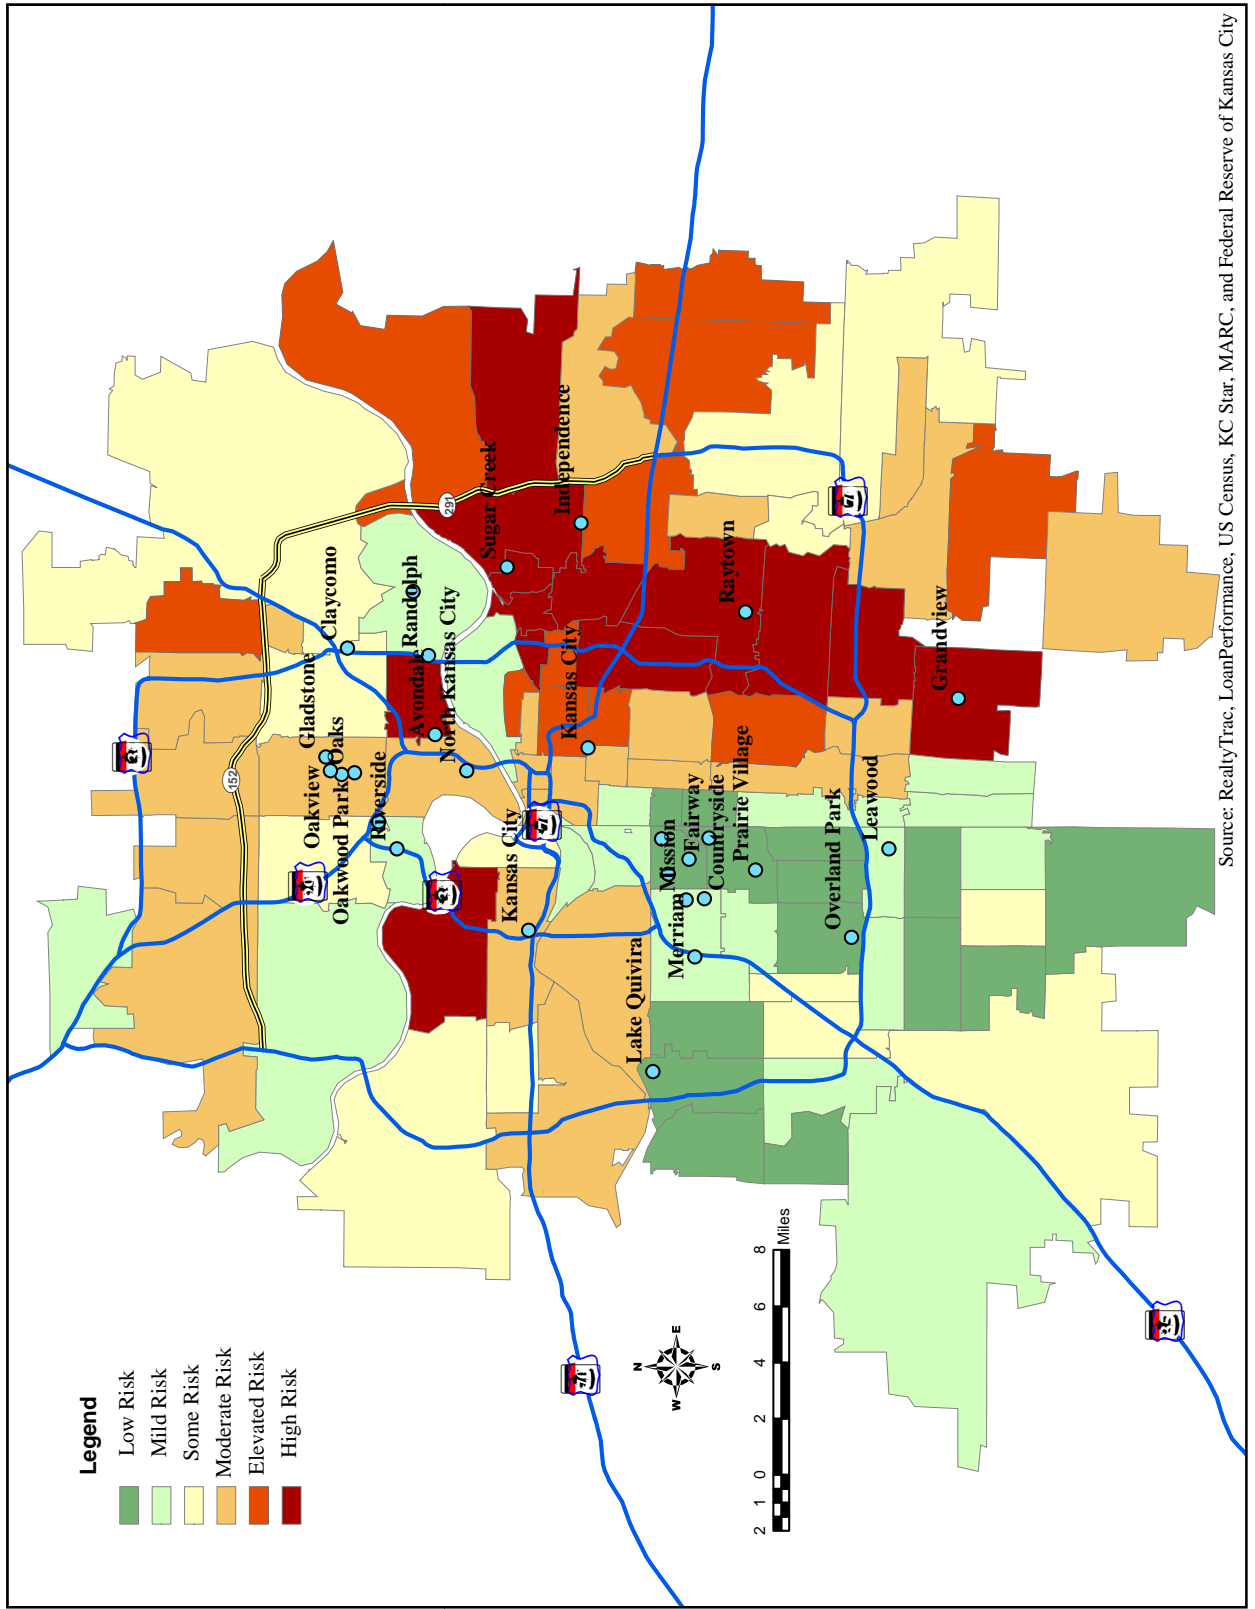 Legend
Low Risk
Mild Risk
Some Risk
Moderate Risk
Elevated Risk
High Risk
152
291
Claycomo
Gladstone
Oaks
Oakview
Oakwood Park
Riverside
Randolph
Avondale
North Kansas City
Sugar Creek
Independence
Kansas City
Kansas City
Raytown
Grandview
Lake Quivira
Merriam
Mission
Fairway
Countryside
Prairie Village
Overland Park
Leawood
N
W
E
S
2 1 0 2 4 6 8
Miles
Source: RealtyTrac, LoanPerformance, US Census, KC Star, MARC, and Federal Reserve of Kansas City